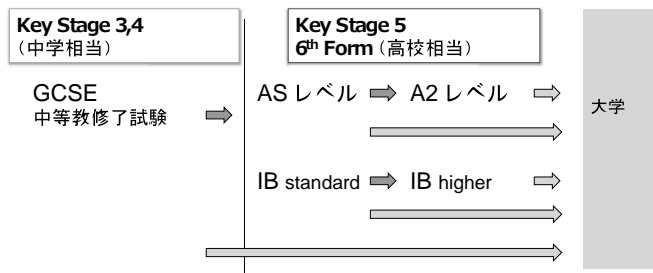 Key Stage 3,4
（中学相当）
Key Stage 5
6th Form（高校相当）
GCSE
中等教修了試験
AS レベル
A2 レベル
大学
IB standard
IB higher